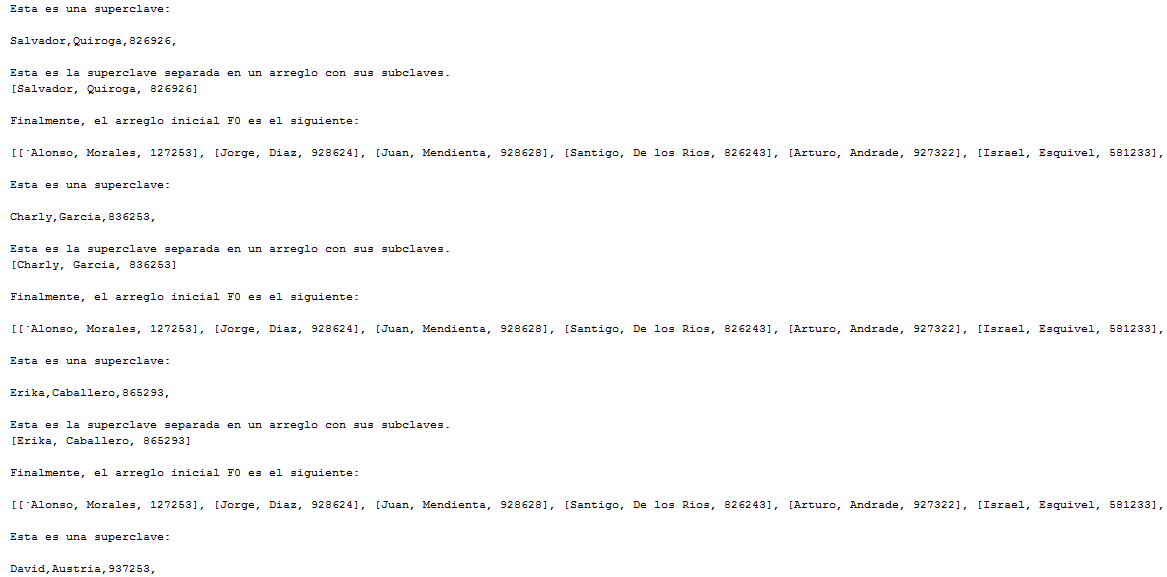 Esta es una superclave:
Salvador,Quiroga,826926,
Esta es la superclave separada en un arreglo con sus subclaves.
[Salvador, Quiroga, 826926]
Finalmente, el arreglo inicial F0 es el siguiente:
[[´Alonso, Morales, 127253], [Jorge, Diaz, 928624], [Juan, Mendienta, 928628], [Santigo, De los Rios, 826243], [Arturo, Andrade, 927322], [Israel, Esquivel, 581233],
Esta es una superclave:
Charly,Garcia,836253,
Esta es la superclave separada en un arreglo con sus subclaves.
[Charly, Garcia, 836253]
Finalmente, el arreglo inicial F0 es el siguiente:
[[´Alonso, Morales, 127253], [Jorge, Diaz, 928624], [Juan, Mendienta, 928628], [Santigo, De los Rios, 826243], [Arturo, Andrade, 927322], [Israel, Esquivel, 581233],
Esta es una superclave:
Erika,Caballero,865293,
Esta es la superclave separada en un arreglo con sus subclaves.
[Erika, Caballero, 865293]
Finalmente, el arreglo inicial F0 es el siguiente:
[[´Alonso, Morales, 127253], [Jorge, Diaz, 928624], [Juan, Mendienta, 928628], [Santigo, De los Rios, 826243], [Arturo, Andrade, 927322], [Israel, Esquivel, 581233],
Esta es una superclave:
David,Austria,937253,